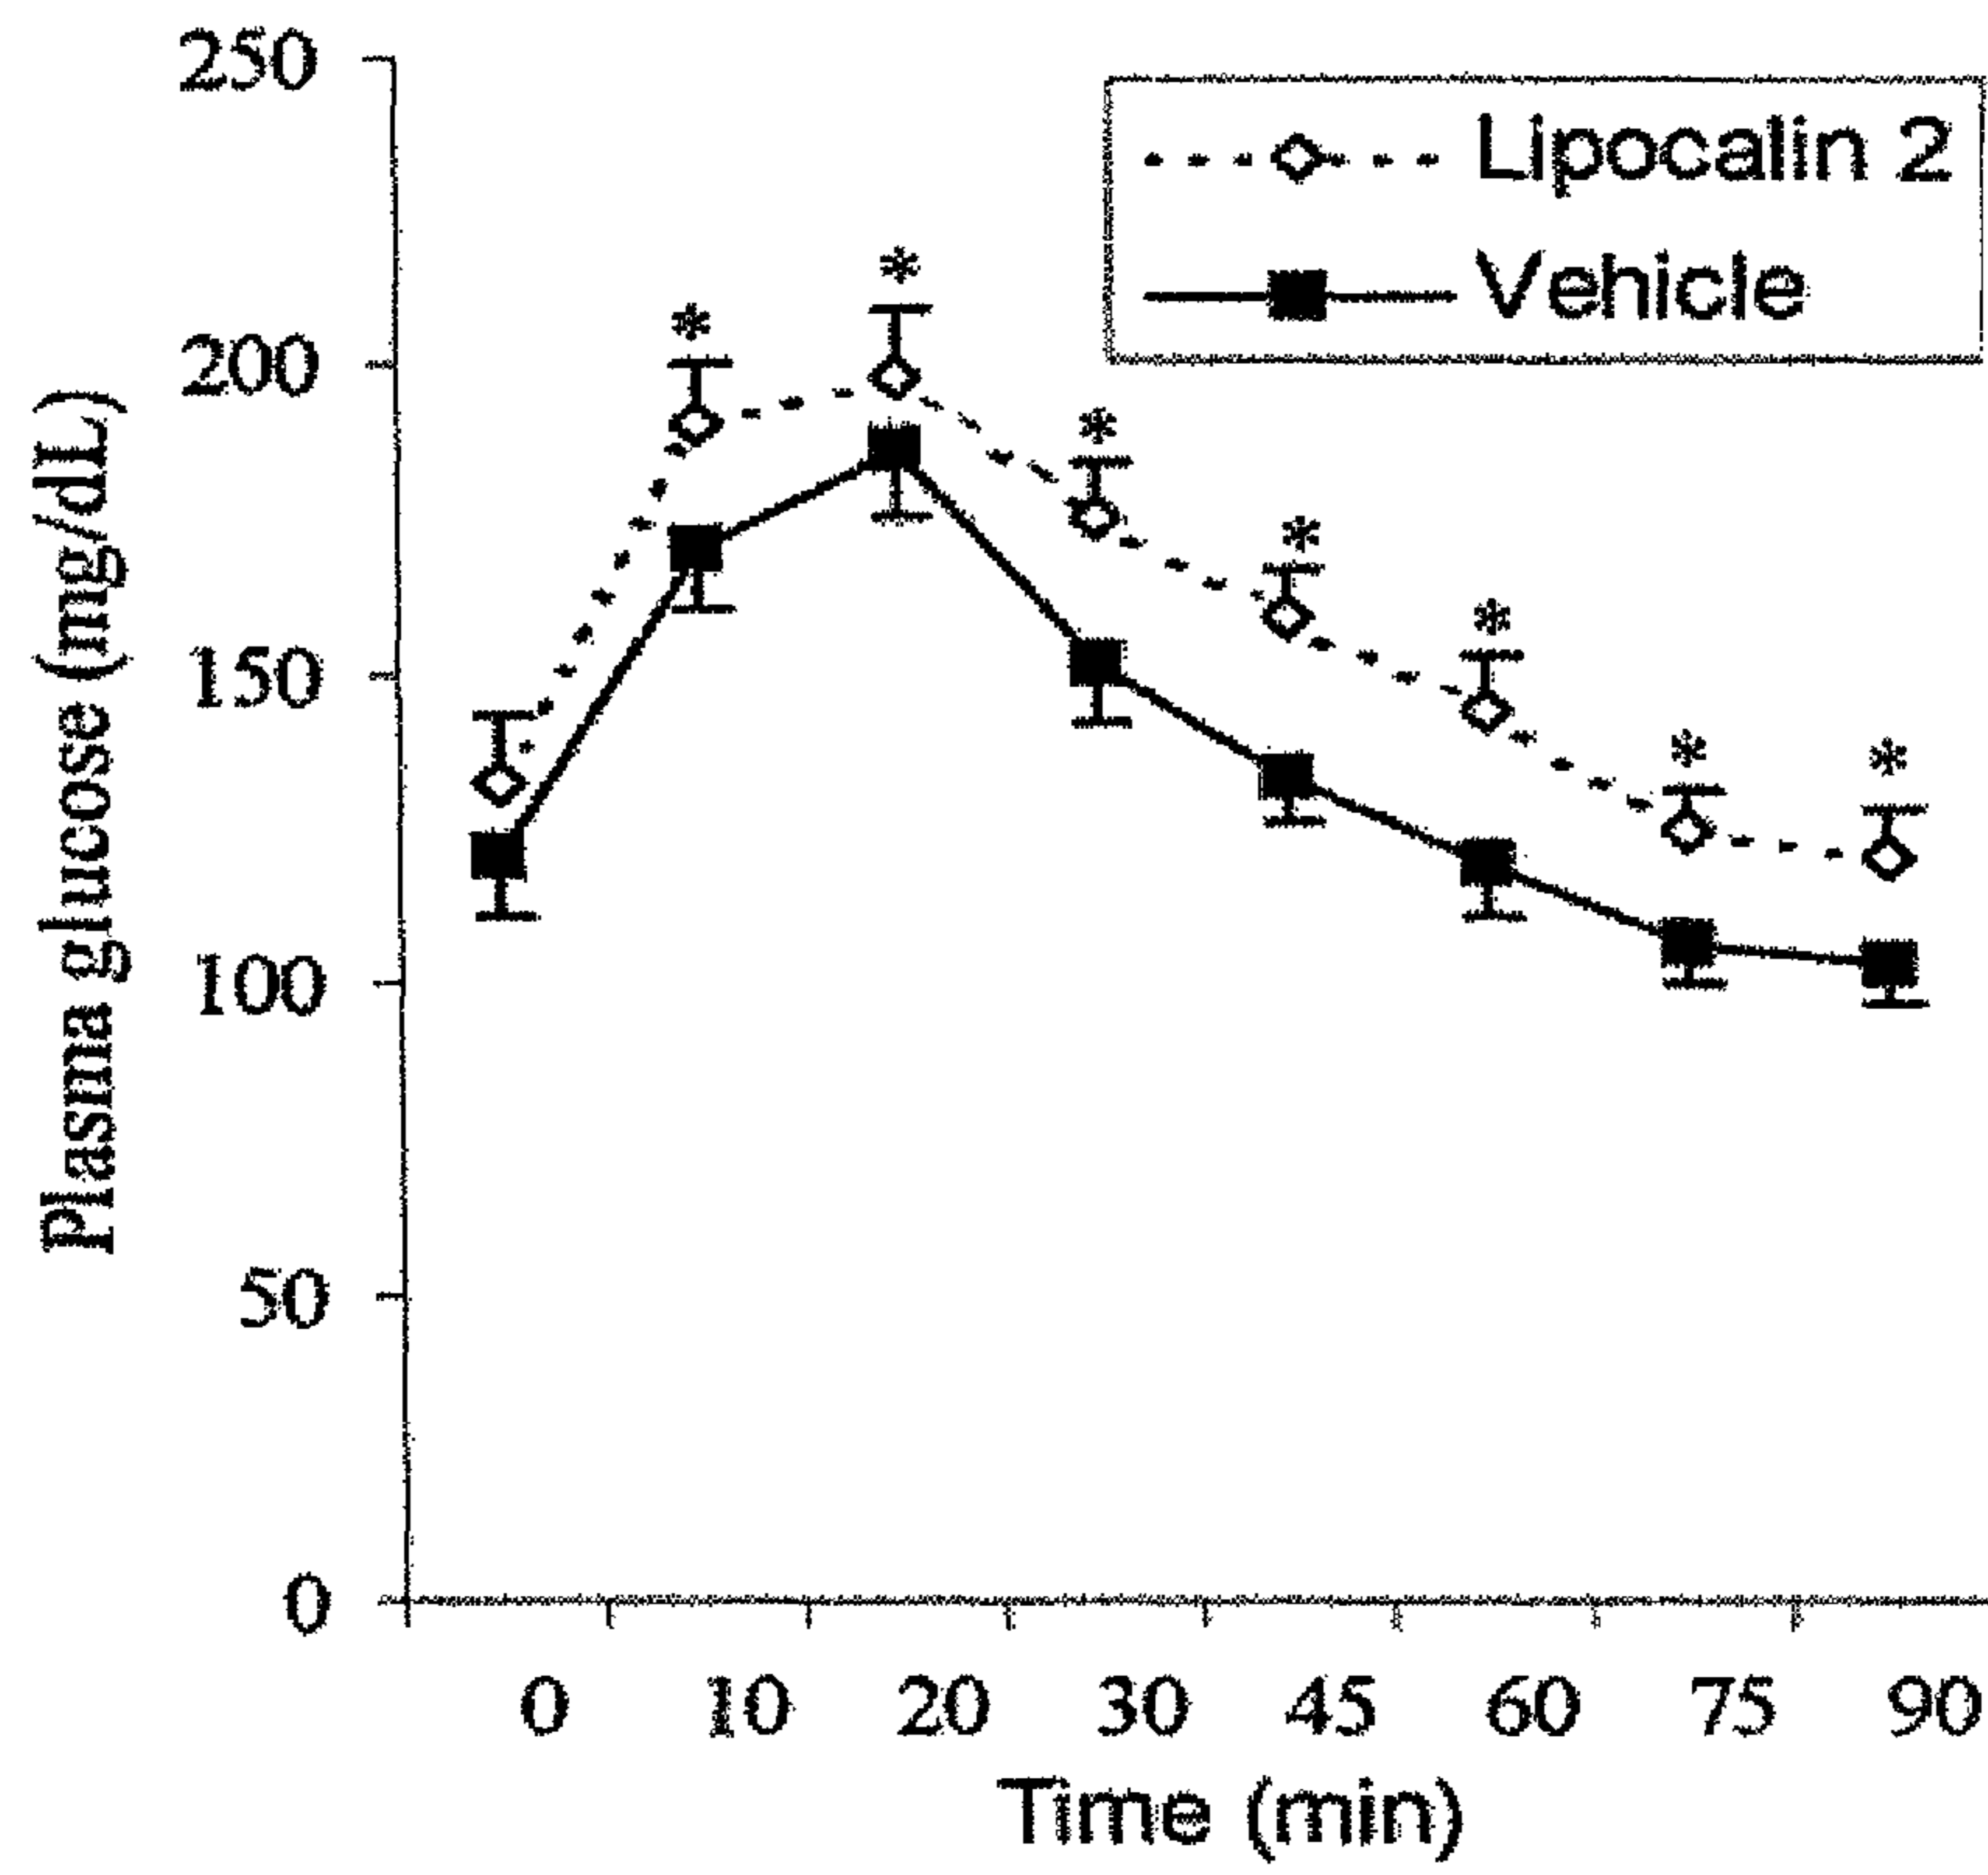 250
200
150
100
50
0
Plasma glucose (mg/dL)
Lipocalin 2
Vehicle
*
*
*
*
*
*
*
0 10 20 30 45 60 75 90
Time (min)